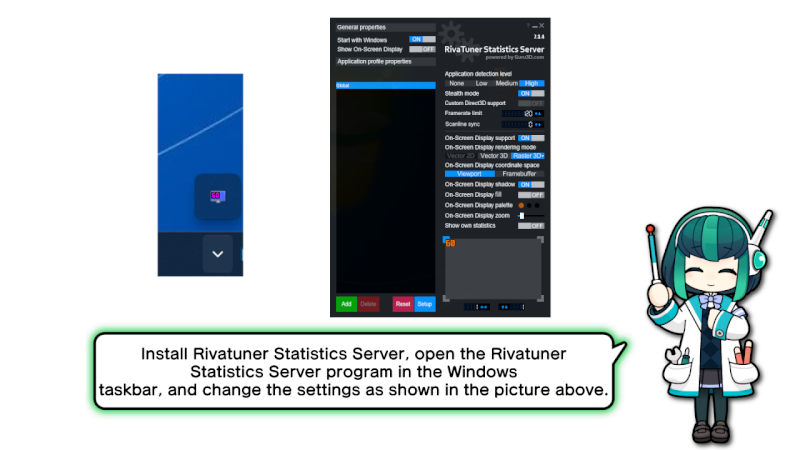 General properties
Start with Windows ON
Show On-Screen Display OFF
Application profile properties
Global
Add Delete Reset Setup
7.3.4
RivaTuner Statistics Server
powered by Guru3D.com
Application detection level
None Low Medium High
Stealth mode ON
Custom Direct3D support OFF
Framerate limit 120
Scanline sync 0
On-Screen Display support ON
On-Screen Display rendering mode
Vector 2D Vector 3D Raster 3D+
On-Screen Display coordinate space
Viewport Framebuffer
On-Screen Display shadow ON
On-Screen Display fill OFF
On-Screen Display palette
On-Screen Display zoom
Show own statistics OFF
60
1 1
Install Rivatuner Statistics Server, open the Rivatuner
Statistics Server program in the Windows
taskbar, and change the settings as shown in the picture above.